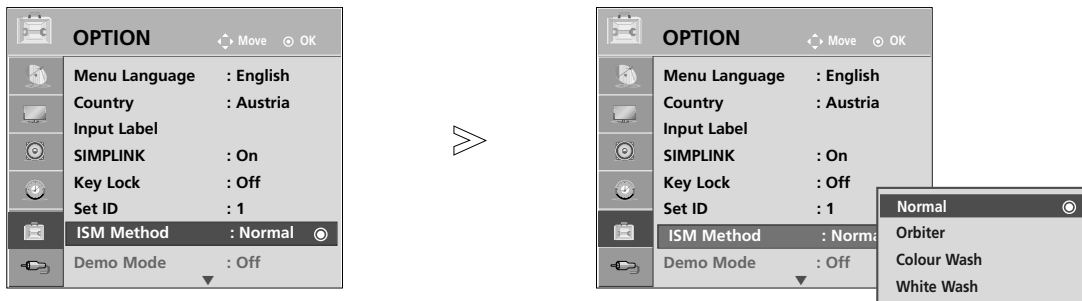 OPTION Move OK
Menu Language : English
Country : Austria
Input Label
SIMPLINK : On
Key Lock : Off
Set ID : 1
ISM Method : Normal
Demo Mode : Off
OPTION Move OK
Menu Language : English
Country : Austria
Input Label
SIMPLINK : On
Key Lock : Off
Set ID : 1
ISM Method : Norma
Demo Mode : Off
Normal
Orbiter
Colour Wash
White Wash